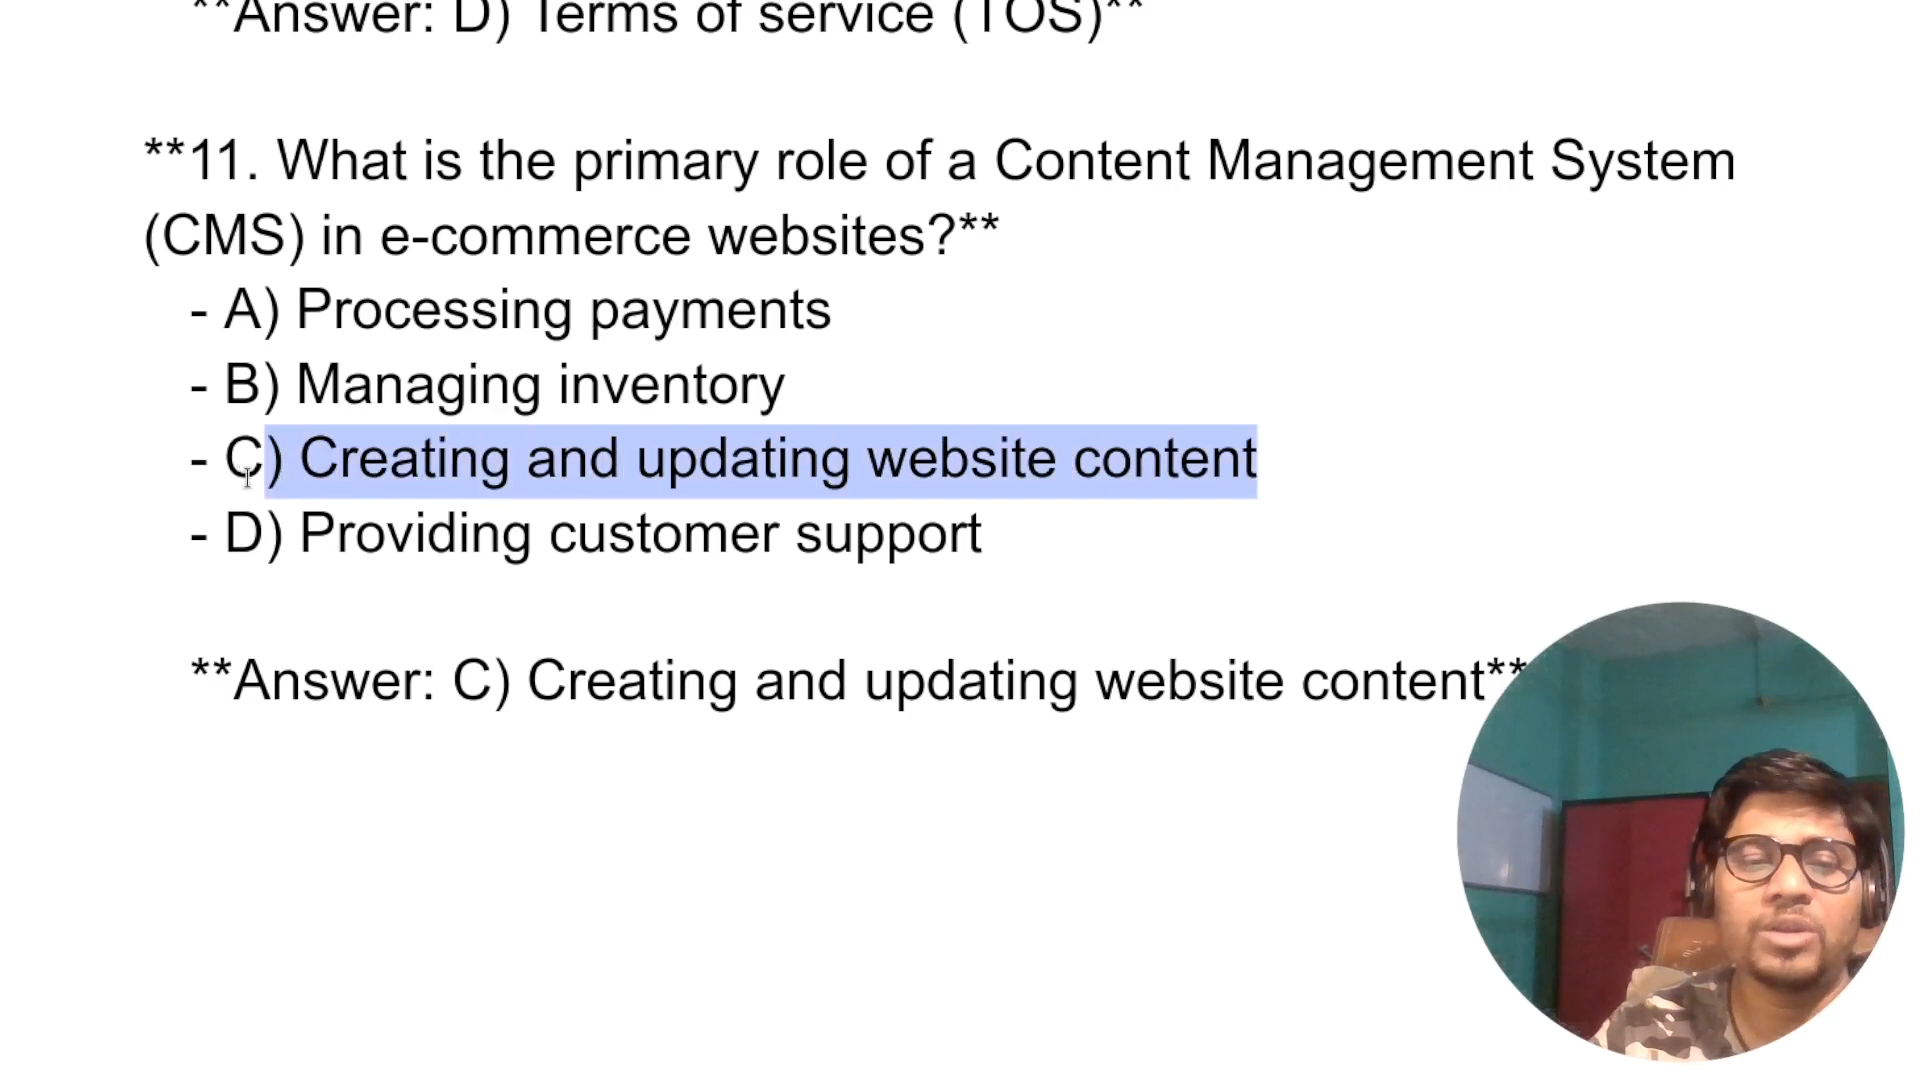 **Answer: D) Terms of service (TOS)**
**11. What is the primary role of a Content Management System
(CMS) in e-commerce websites?**
- A) Processing payments
- B) Managing inventory
- C) Creating and updating website content
- D) Providing customer support
**Answer: C) Creating and updating website content**